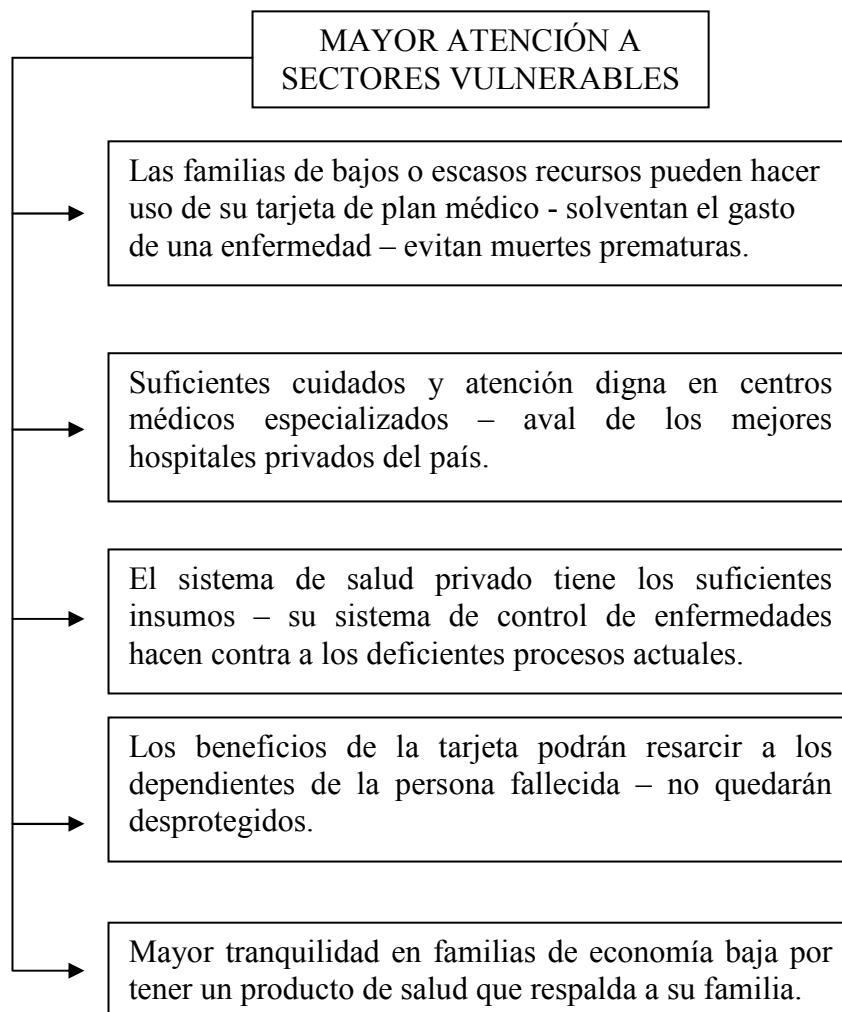 MAYOR ATENCIÓN A
SECTORES VULNERABLES
Las familias de bajos o escasos recursos pueden hacer
uso de su tarjeta de plan médico - solventan el gasto
de una enfermedad – evitan muertes prematuras.
Suficientes cuidados y atención digna en centros
médicos especializados – aval de los mejores
hospitales privados del país.
El sistema de salud privado tiene los suficientes
insumos – su sistema de control de enfermedades
hacen contra a los deficientes procesos actuales.
Los beneficios de la tarjeta podrán resarcir a los
dependientes de la persona fallecida – no quedarán
desprotegidos.
Mayor tranquilidad en familias de economía baja por
tener un producto de salud que respalda a su familia.